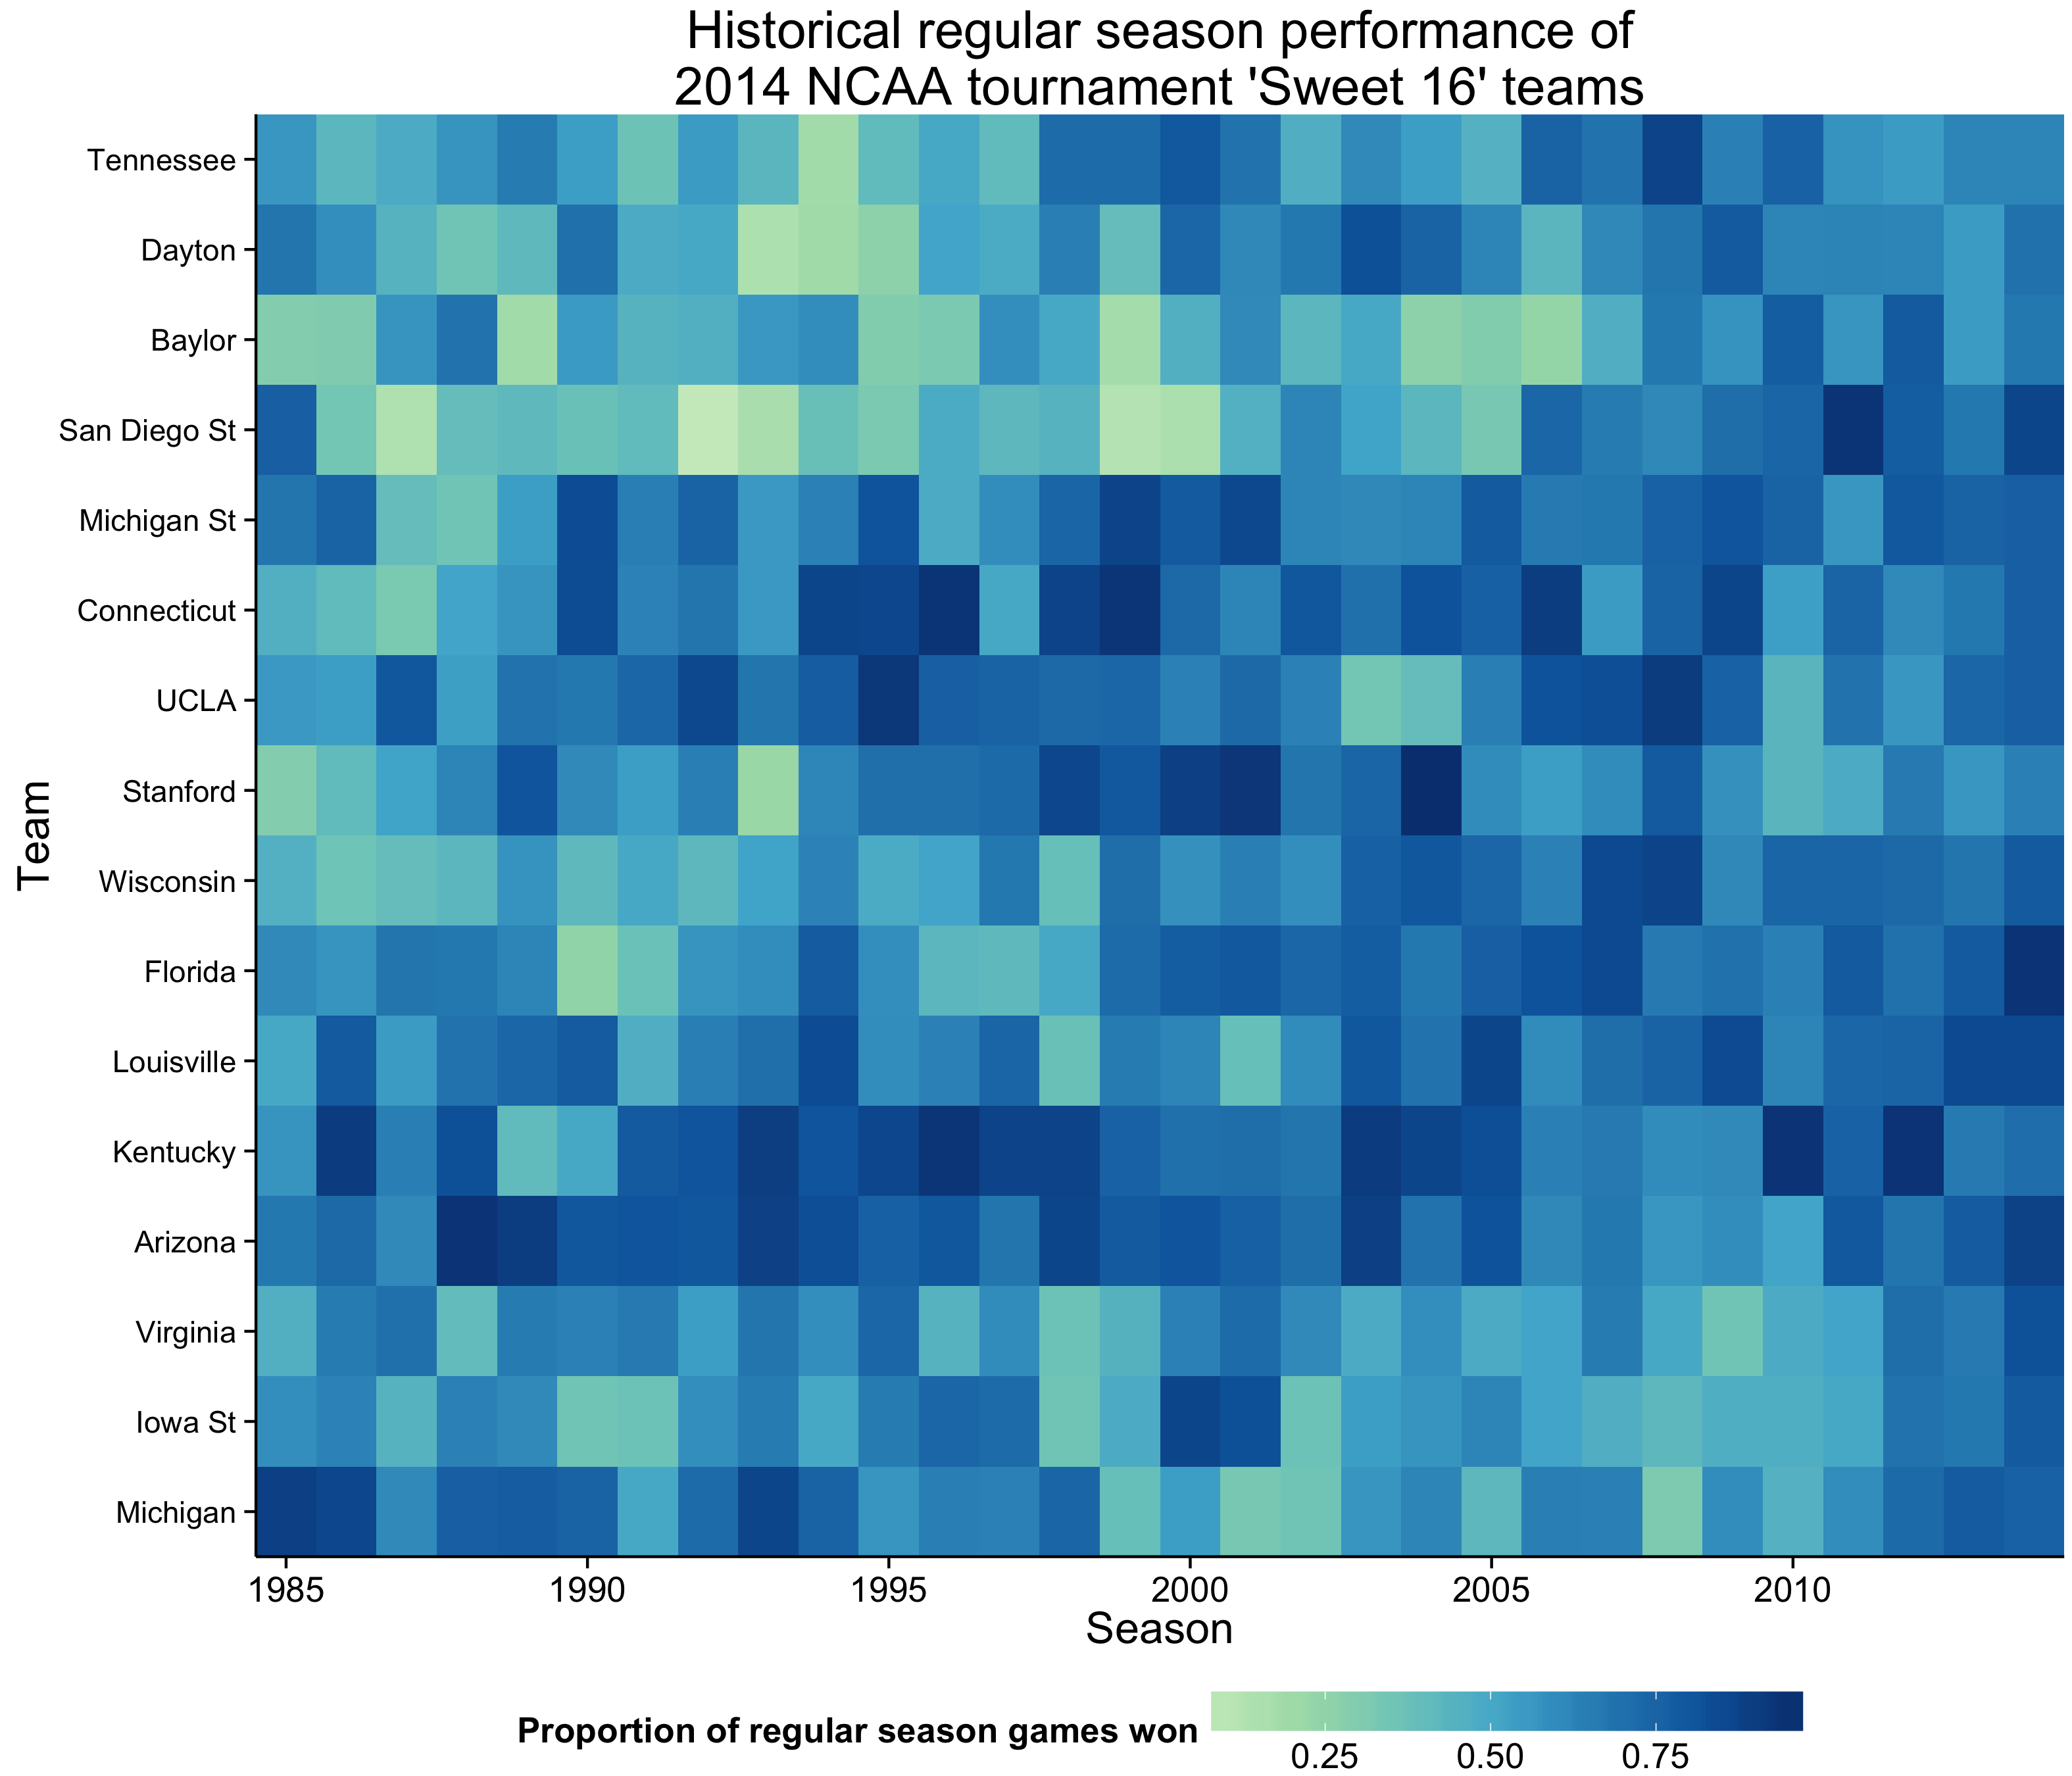 Historical regular season performance of
2014 NCAA tournament 'Sweet 16' teams
Team
Tennessee
Dayton
Baylor
San Diego St
Michigan St
Connecticut
UCLA
Stanford
Wisconsin
Florida
Louisville
Kentucky
Arizona
Virginia
Iowa St
Michigan
1985 1990 1995 2000 2005 2010
Season
Proportion of regular season games won
0.25 0.50 0.75